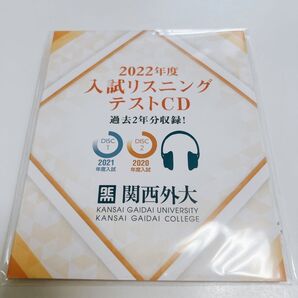 2022年度
入試リスニング
テストCD
過去2年分収録!
DISC
1
2021
年度入試
DISC
2
2020
年度入試
関西外大
KANSAI GAIDAI UNIVERSITY
KANSAI GAIDAI COLLEGE